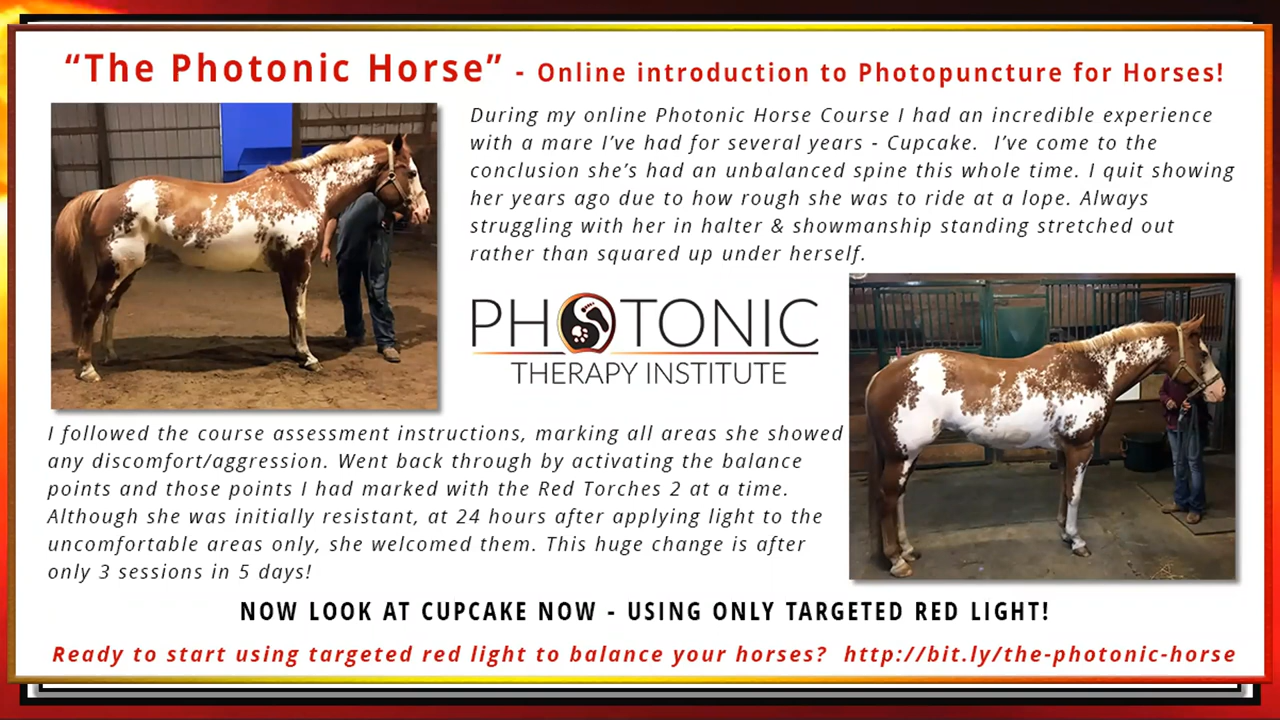 “The Photonic Horse” - Online introduction to Photopuncture for Horses!
During my online Photonic Horse Course I had an incredible experience
with a mare I’ve had for several years - Cupcake. I’ve come to the
conclusion she’s had an unbalanced spine this whole time. I quit showing
her years ago due to how rough she was to ride at a lope. Always
struggling with her in halter & showmanship standing stretched out
rather than squared up under herself.
PHOTONIC
THERAPY INSTITUTE
I followed the course assessment instructions, marking all areas she showed
any discomfort/aggression. Went back through by activating the balance
points and those points I had marked with the Red Torches 2 at a time.
Although she was initially resistant, at 24 hours after applying light to the
uncomfortable areas only, she welcomed them. This huge change is after
only 3 sessions in 5 days!
NOW LOOK AT CUPCAKE NOW - USING ONLY TARGETED RED LIGHT!
Ready to start using targeted red light to balance your horses? http://bit.ly/the-photonic-horse